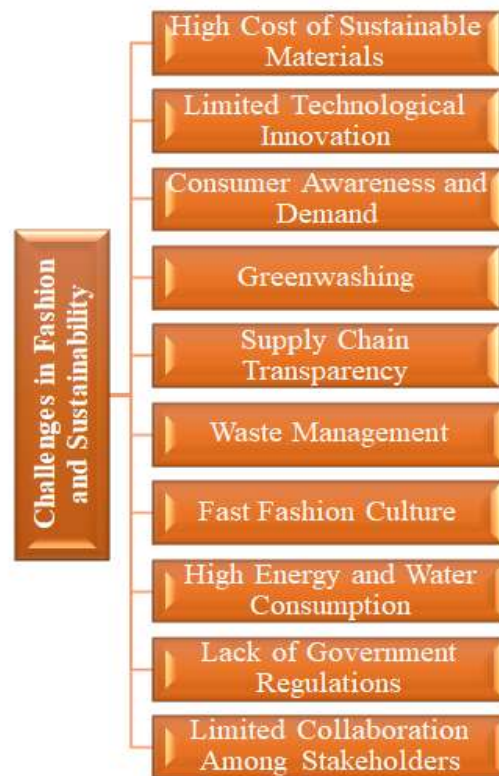 Challenges in Fashion
and Sustainability
High Cost of Sustainable
Materials
Limited Technological
Innovation
Consumer Awareness and
Demand
Greenwashing
Supply Chain
Transparency
Waste Management
Fast Fashion Culture
High Energy and Water
Consumption
Lack of Government
Regulations
Limited Collaboration
Among Stakeholders